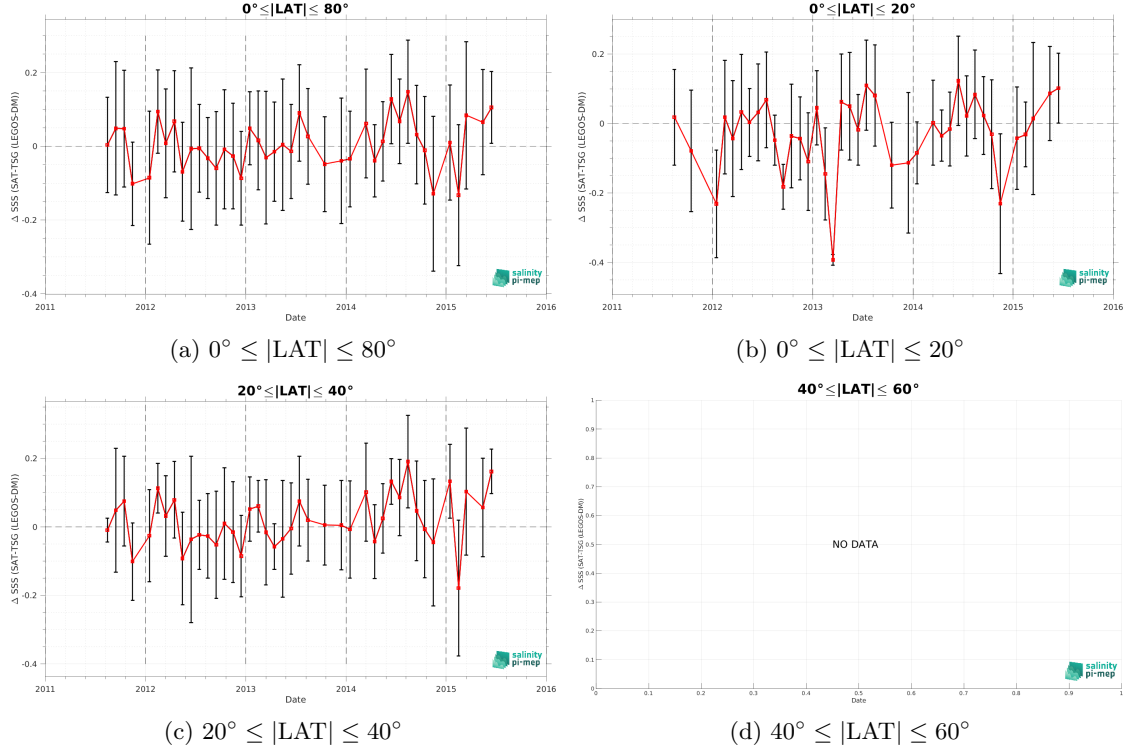 0°≤|LAT|≤ 80°
Δ SSS (SAT-TSG (LEGOS-DM))
0.2
0
-0.2
-0.4
2011 2012 2013 2014 2015 2016
Date
salinity
pi-mep
(a) 0° ≤ |LAT| ≤ 80°
0°≤|LAT|≤ 20°
Δ SSS (SAT-TSG (LEGOS-DM))
0.2
0
-0.2
-0.4
2011 2012 2013 2014 2015 2016
Date
salinity
pi-mep
(b) 0° ≤ |LAT| ≤ 20°
20°≤|LAT|≤ 40°
Δ SSS (SAT-TSG (LEGOS-DM))
0.2
0
-0.2
-0.4
2011 2012 2013 2014 2015 2016
Date
salinity
pi-mep
(c) 20° ≤ |LAT| ≤ 40°
40°≤|LAT|≤ 60°
Δ SSS (SAT-TSG (LEGOS-DM))
1
0.9
0.8
0.7
0.6
0.5
0.4
0.3
0.2
0.1
0
NO DATA
0 0.1 0.2 0.3 0.4 0.5 0.6 0.7 0.8 0.9 1
Date
salinity
pi-mep
(d) 40° ≤ |LAT| ≤ 60°